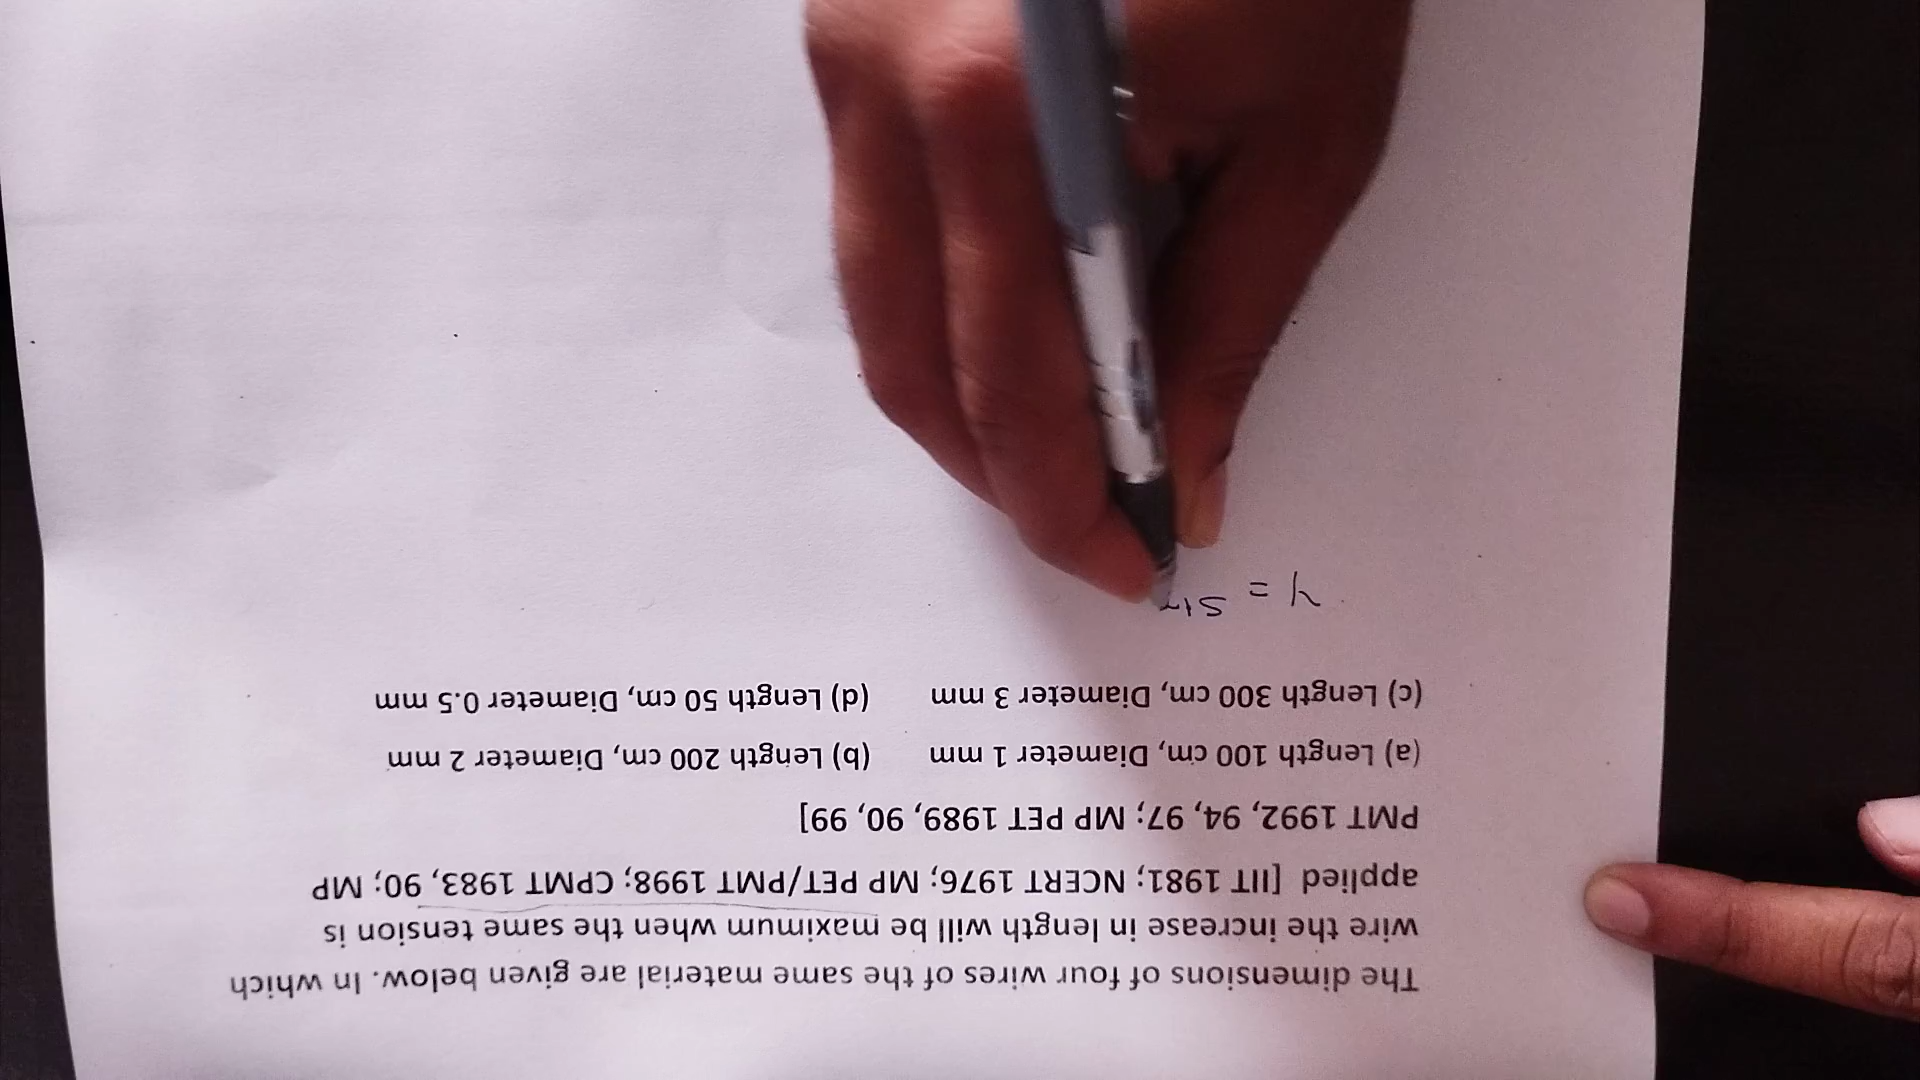 The dimensions of four wires of the same material are given below. In which
wire the increase in length will be maximum when the same tension is
applied [IIT 1981; NCERT 1976; MP PET/PMT 1998; CPMT 1983, 90; MP
PMT 1992, 94, 97; MP PET 1989, 90, 99]
(a) Length 100 cm, Diameter 1 mm (b) Length 200 cm, Diameter 2 mm
(c) Length 300 cm, Diameter 3 mm (d) Length 50 cm, Diameter 0.5 mm
Y =